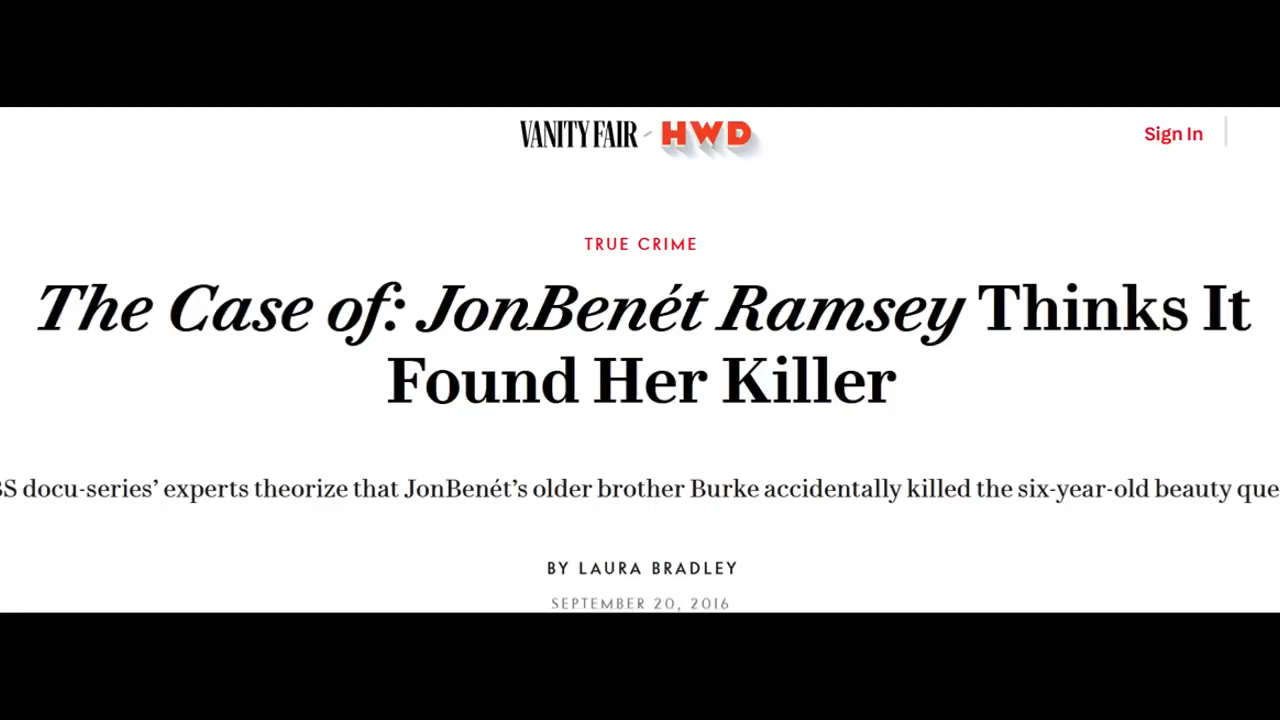 VANITY FAIR - HWD
Sign In
TRUE CRIME
The Case of: JonBenét Ramsey Thinks It
Found Her Killer
S docu-series’ experts theorize that JonBenét’s older brother Burke accidentally killed the six-year-old beauty que
BY LAURA BRADLEY
SEPTEMBER 20, 2016